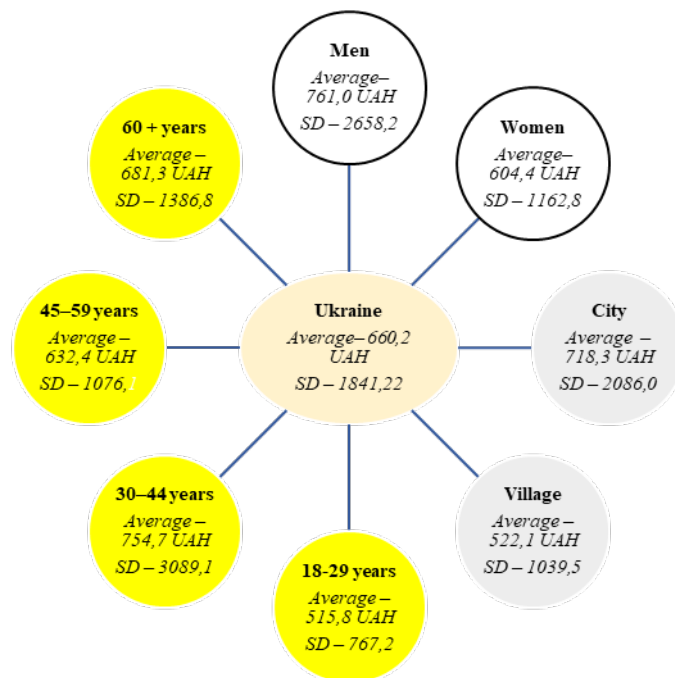 Men
Average–
761,0 UAH
SD – 2658,2
Women
Average–
604,4 UAH
SD – 1162,8
City
Average –
718,3 UAH
SD – 2086,0
Village
Average –
522,1 UAH
SD – 1039,5
18-29 years
Average –
515,8 UAH
SD – 767,2
30–44 years
Average –
754,7 UAH
SD – 3089,1
45–59 years
Average –
632,4 UAH
SD – 1076,1
60 + years
Average –
681,3 UAH
SD – 1386,8
Ukraine
Average– 660,2
UAH
SD – 1841,22